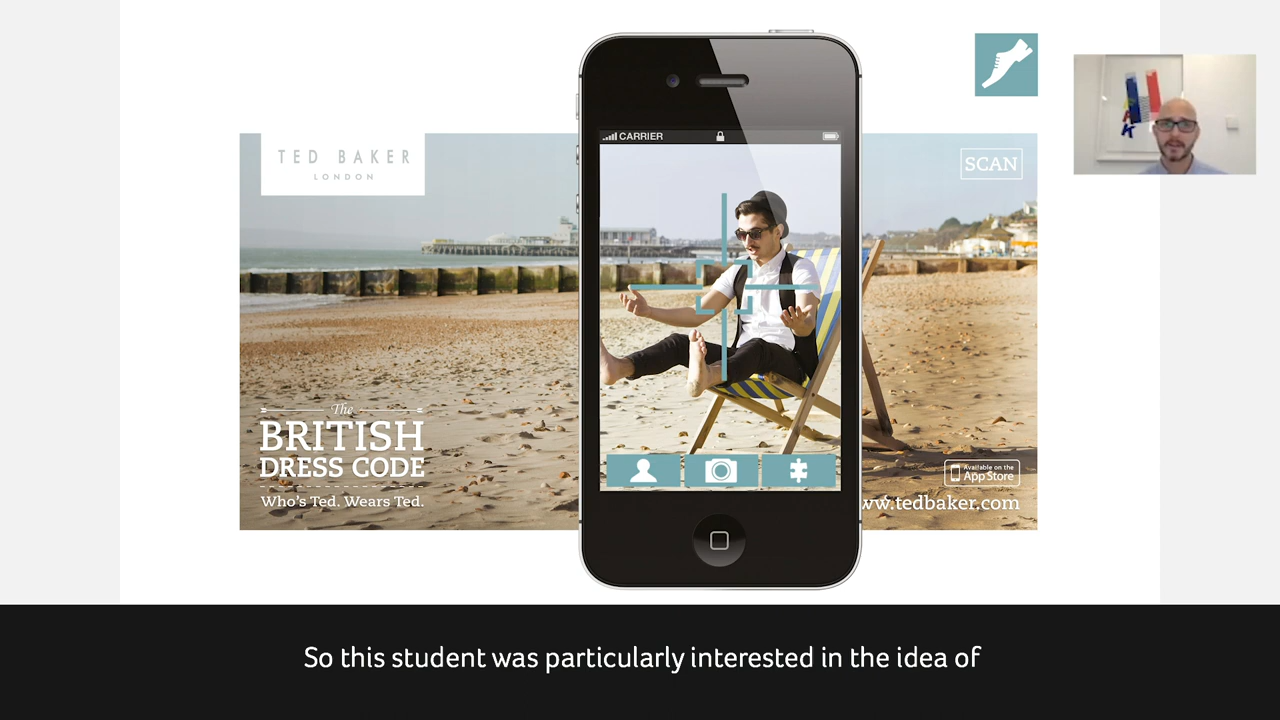 TED BAKER
LONDON
SCAN
CARRIER
The
BRITISH
DRESS CODE
Who's Ted. Wears Ted.
Available on the
App Store
ww.tedbaker.com
So this student was particularly interested in the idea of